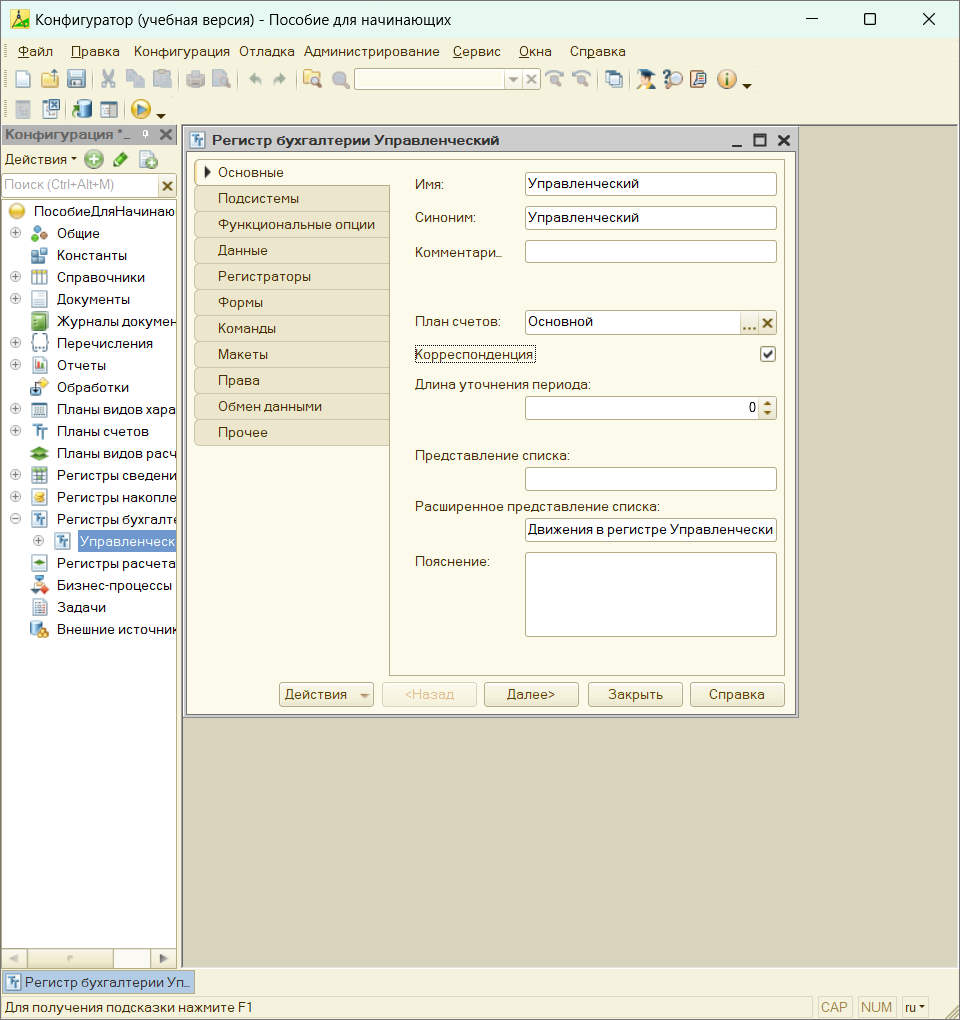 Конфигуратор (учебная версия) - Пособие для начинающих
Файл Правка Конфигурация Отладка Администрирование Сервис Окна Справка
Конфигурация *...
Действия
Поиск (Ctrl+Alt+M)
ПособиеДляНачинаю
Общие
Константы
Справочники
Документы
Журналы докумен
Перечисления
Отчеты
Обработки
Планы видов хара
Планы счетов
Планы видов расч
Регистры сведени
Регистры накопле
Регистры бухгалте
Управленческ
Регистры расчета
Бизнес-процессы
Задачи
Внешние источник
Регистр бухгалтерии Управленческий
Основные
Подсистемы
Функциональные опции
Данные
Регистраторы
Формы
Команды
Макеты
Права
Обмен данными
Прочее
Имя: Управленческий
Синоним: Управленческий
Комментари...
План счетов: Основной ...
Корреспонденция
Длина уточнения периода:
0
Представление списка:
Расширенное представление списка:
Движения в регистре Управленчески
Пояснение:
Действия <Назад Далее> Закрыть Справка
Регистр бухгалтерии Уп...
Для получения подсказки нажмите F1 CAP NUM ru